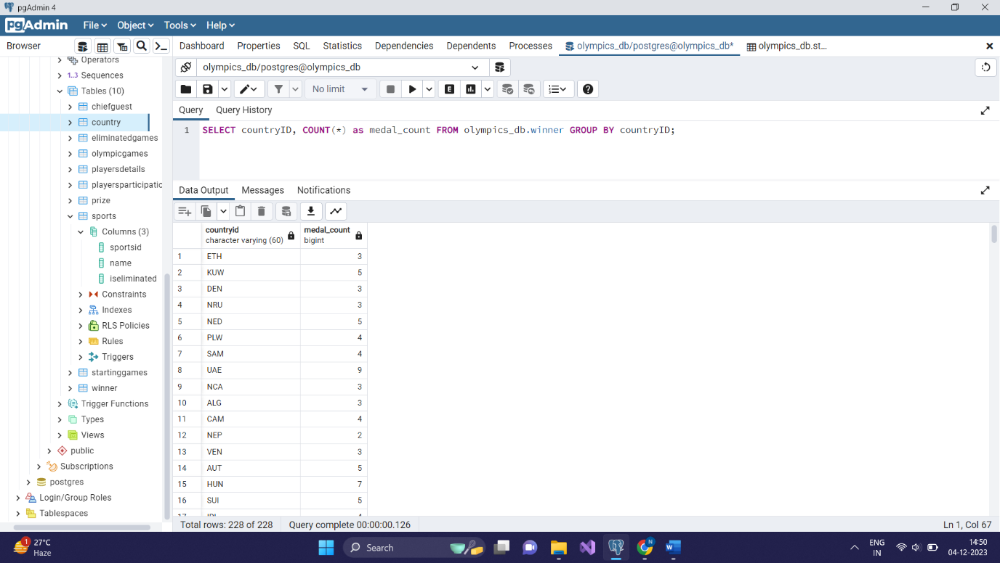 pgAdmin 4
pgAdmin File Object Tools Help
Browser Dashboard Properties SQL Statistics Dependencies Dependents Processes olympics_db/postgres@olympics_db* olympics_db.st...
Operators
1..3 Sequences
Tables (10)
chiefguest
country
eliminatedgames
olympicgames
playersdetails
playersparticipatic
prize
sports
Columns (3)
sportsid
name
iseliminated
Constraints
Indexes
RLS Policies
Rules
Triggers
startinggames
winner
Trigger Functions
Types
Views
public
Subscriptions
postgres
Login/Group Roles
Tablespaces
olympics_db/postgres@olympics_db
No limit
E
Query Query History
1 SELECT countryID, COUNT(*) as medal_count FROM olympics_db.winner GROUP BY countryID;
Data Output Messages Notifications
countryid medal_count
character varying (60) bigint
1 ETH 3
2 KUW 5
3 DEN 3
4 NRU 3
5 NED 5
6 PLW 4
7 SAM 4
8 UAE 9
9 NCA 3
10 ALG 3
11 CAM 4
12 NEP 2
13 VEN 3
14 AUT 5
15 HUN 7
16 SUI 5
Total rows: 228 of 228 Query complete 00:00:00.126 Ln 1, Col 67
1 27°C
Haze
Search
N
W
ENG
IN
14:50
04-12-2023